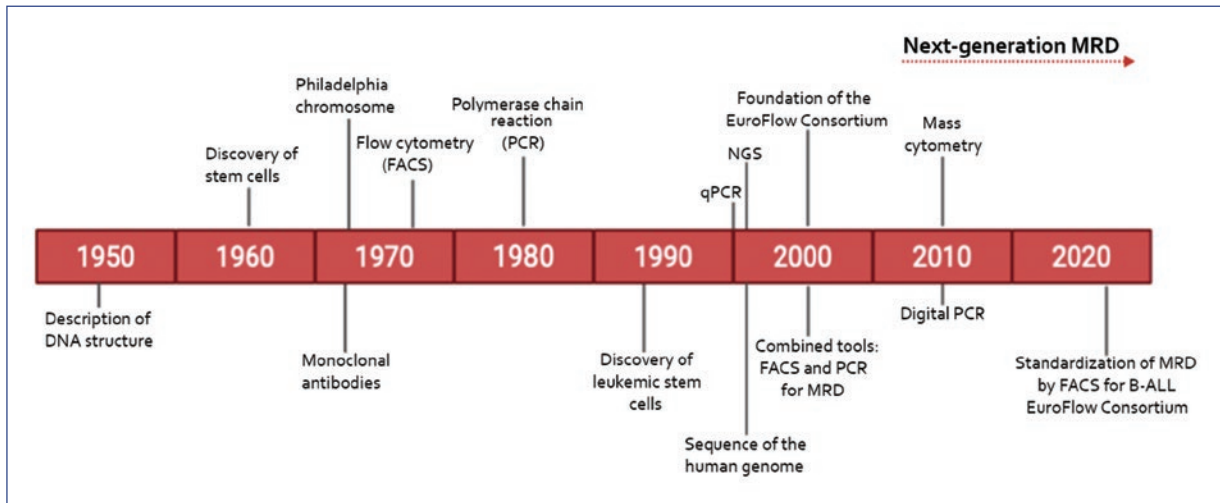 Next-generation MRD
Philadelphia
chromosome
Discovery of
stem cells
Flow cytometry
(FACS)
Polymerase chain
reaction
(PCR)
qPCR
NGS
Foundation of the
EuroFlow Consortium
Mass
cytometry
1950 1960 1970 1980 1990 2000 2010 2020
Description of
DNA structure
Monoclonal
antibodies
Discovery of
leukemic stem
cells
Sequence of the
human genome
Combined tools:
FACS and PCR
for MRD
Digital PCR
Standardization of MRD
by FACS for B-ALL
EuroFlow Consortium